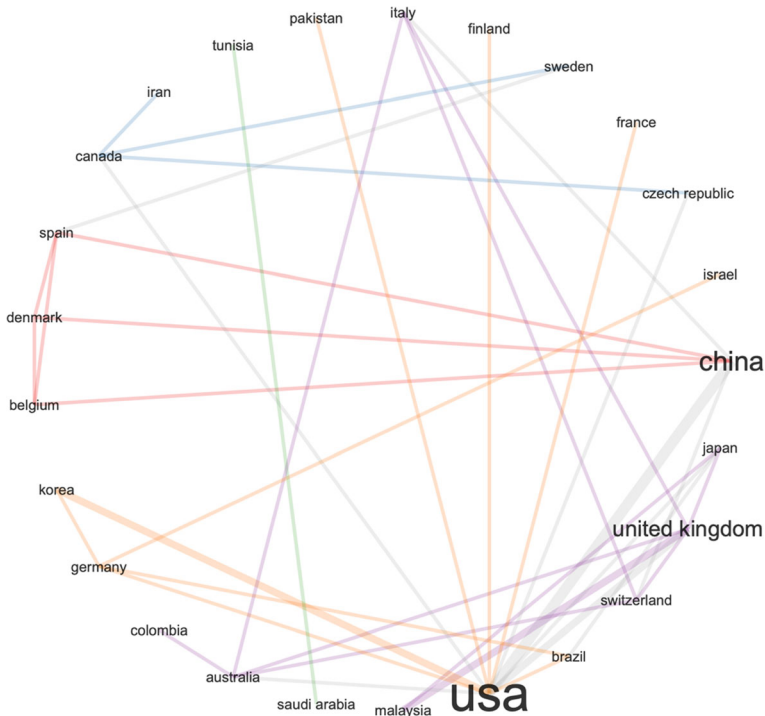 italy
pakistan
finland
tunisia
sweden
iran
france
canada
czech republic
spain
israel
denmark
china
belgium
japan
korea
united kingdom
germany
switzerland
colombia
brazil
australia
usa
saudi arabia
malaysia